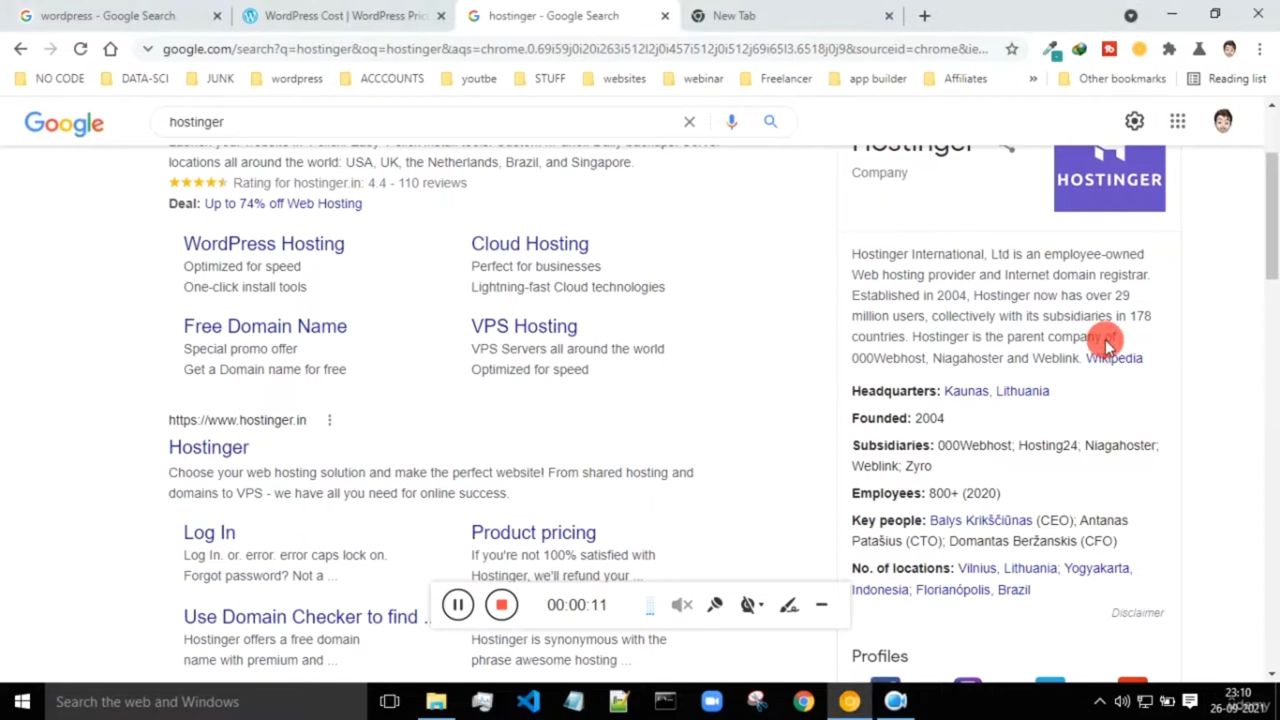 wordpress - Google Search
WordPress Cost | WordPress Pric
hostinger - Google Search
New Tab
google.com/search?q=hostinger&oq=hostinger&aqs=chrome.0.69i59j0i20i263i512l2j0i457i512j0i512j69i65l3.6518j0j9&sourceid=chrome&ie...
NO CODE
DATA-SCI
JUNK
wordpress
ACCCOUNTS
youtbe
STUFF
websites
webinar
Freelancer
app builder
Affiliates
»
Other bookmarks
Reading list
Google
hostinger
locations all around the world: USA, UK, the Netherlands, Brazil, and Singapore.
Rating for hostinger.in: 4.4 - 110 reviews
Deal: Up to 74% off Web Hosting
WordPress Hosting
Optimized for speed
One-click install tools
Cloud Hosting
Perfect for businesses
Lightning-fast Cloud technologies
Free Domain Name
Special promo offer
Get a Domain name for free
VPS Hosting
VPS Servers all around the world
Optimized for speed
https://www.hostinger.in
Hostinger
Choose your web hosting solution and make the perfect website! From shared hosting and
domains to VPS - we have all you need for online success.
Log In
Log In. or. error. error caps lock on.
Forgot password? Not a ...
Product pricing
If you're not 100% satisfied with
Hostinger, we'll refund your ...
Use Domain Checker to find ...
Hostinger offers a free domain
name with premium and ...
Hostinger is synonymous with the
phrase awesome hosting ...
00:00:11
Hostinger
Company
HOSTINGER
Hostinger International, Ltd is an employee-owned
Web hosting provider and Internet domain registrar.
Established in 2004, Hostinger now has over 29
million users, collectively with its subsidiaries in 178
countries. Hostinger is the parent company of
000Webhost, Niagahoster and Weblink. Wikipedia
Headquarters: Kaunas, Lithuania
Founded: 2004
Subsidiaries: 000Webhost; Hosting24; Niagahoster;
Weblink; Zyro
Employees: 800+ (2020)
Key people: Balys Krikščiūnas (CEO); Antanas
Patašius (CTO); Domantas Beržanskis (CFO)
No. of locations: Vilnius, Lithuania; Yogyakarta,
Indonesia; Florianópolis, Brazil
Disclaimer
Profiles
Search the web and Windows
23:10
26-09-2021